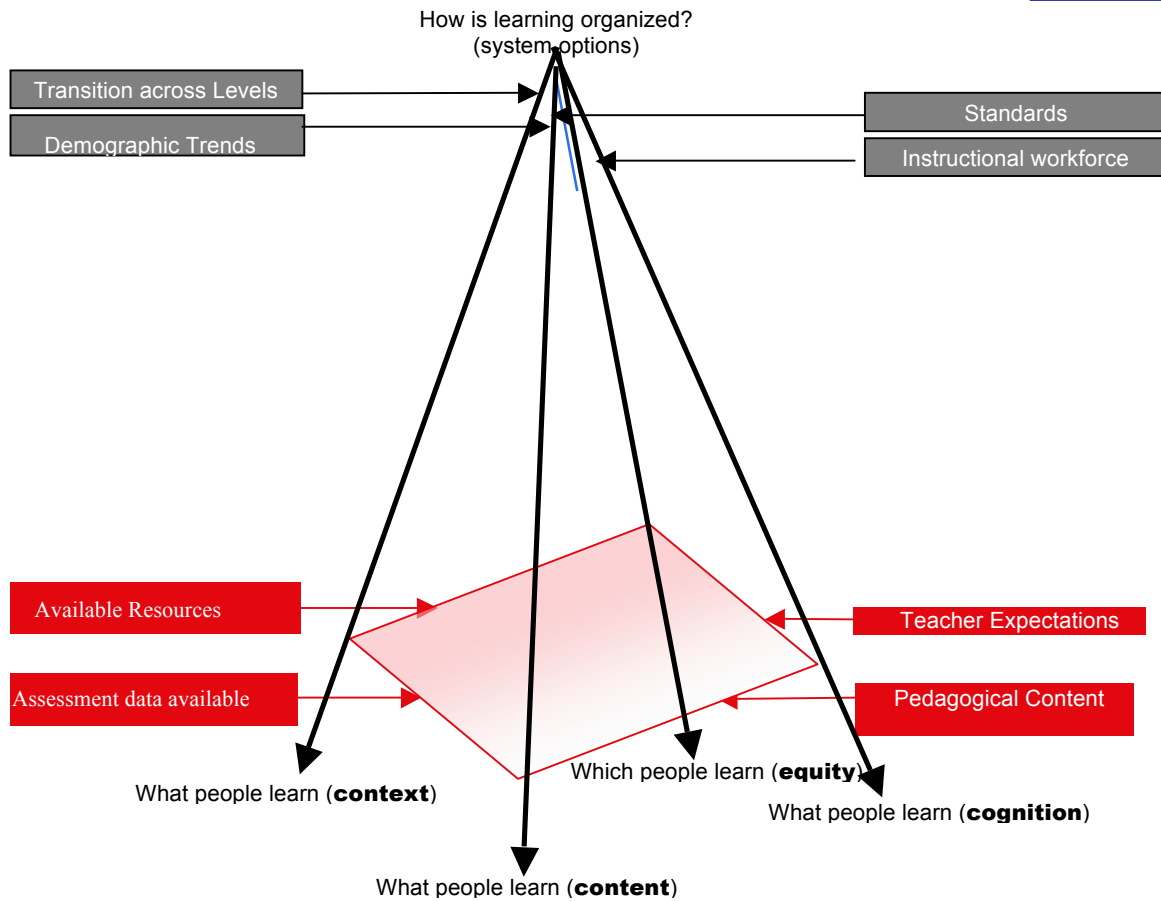 How is learning organized?
(system options)
Transition across Levels
Demographic Trends
Standards
Instructional workforce
Available Resources
Assessment data available
Teacher Expectations
Pedagogical Content
What people learn (context)
Which people learn (equity)
What people learn (cognition)
What people learn (content)